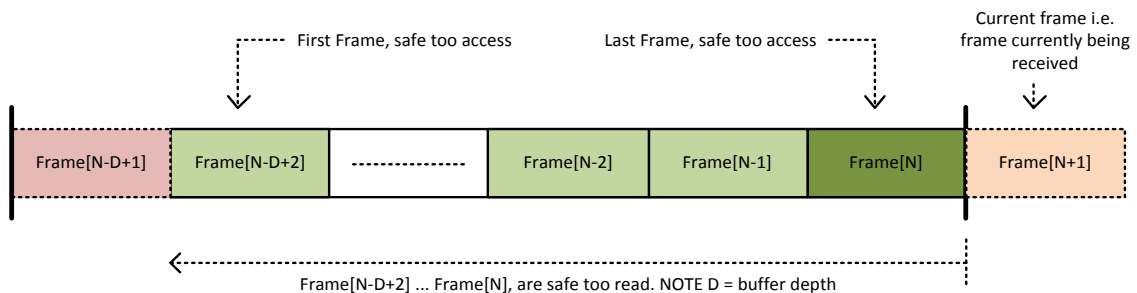 First Frame, safe too access
Last Frame, safe too access
Current frame i.e.
frame currently being
received
Frame[N-D+1]
Frame[N-D+2]
Frame[N-2]
Frame[N-1]
Frame[N]
Frame[N+1]
Frame[N-D+2] ... Frame[N], are safe too read. NOTE D = buffer depth